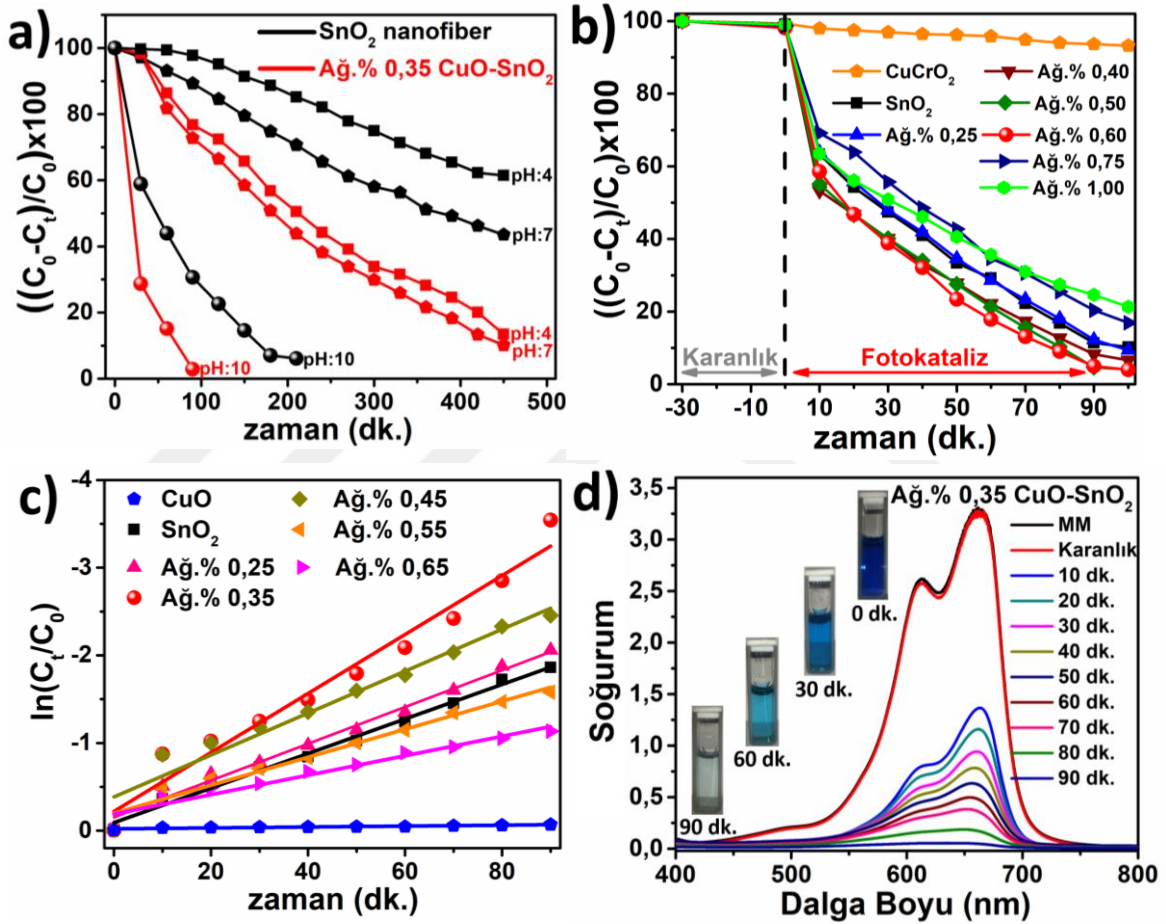 a)
((C₀-Cₜ)/C₀)x100
100
80
60
40
20
0
SnO₂ nanofiber
Ağ.% 0,35 CuO-SnO₂
pH:4
pH:7
pH:4
pH:7
pH:10
pH:10
0 100 200 300 400 500
zaman (dk.)
b)
((C₀-Cₜ)/C₀)x100
100
80
60
40
20
0
CuCrO₂
SnO₂
Ağ.% 0,25
Ağ.% 0,40
Ağ.% 0,50
Ağ.% 0,60
Ağ.% 0,75
Ağ.% 1,00
Karanlık
Fotokataliz
-30 -10 10 30 50 70 90
zaman (dk.)
c)
ln(Cₜ/C₀)
-4
-3
-2
-1
0
CuO
SnO₂
Ağ.% 0,25
Ağ.% 0,35
Ağ.% 0,45
Ağ.% 0,55
Ağ.% 0,65
0 20 40 60 80
zaman (dk.)
d)
Soğurum
3,5
3,0
2,5
2,0
1,5
1,0
0,5
0,0
Ağ.% 0,35 CuO-SnO₂
MM
Karanlık
10 dk.
20 dk.
30 dk.
40 dk.
50 dk.
60 dk.
70 dk.
80 dk.
90 dk.
0 dk.
30 dk.
60 dk.
90 dk.
400 500 600 700 800
Dalga Boyu (nm)